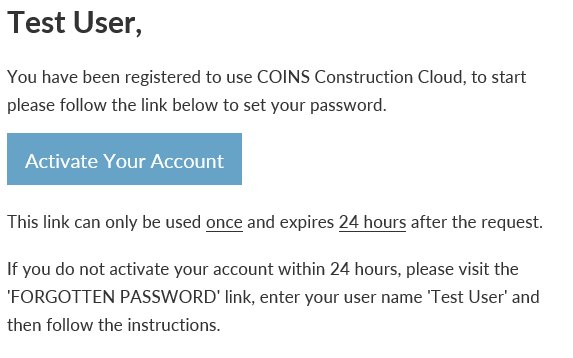 Test User,
You have been registered to use COINS Construction Cloud, to start
please follow the link below to set your password.
Activate Your Account
This link can only be used once and expires 24 hours after the request.
If you do not activate your account within 24 hours, please visit the
'FORGOTTEN PASSWORD' link, enter your user name 'Test User' and
then follow the instructions.